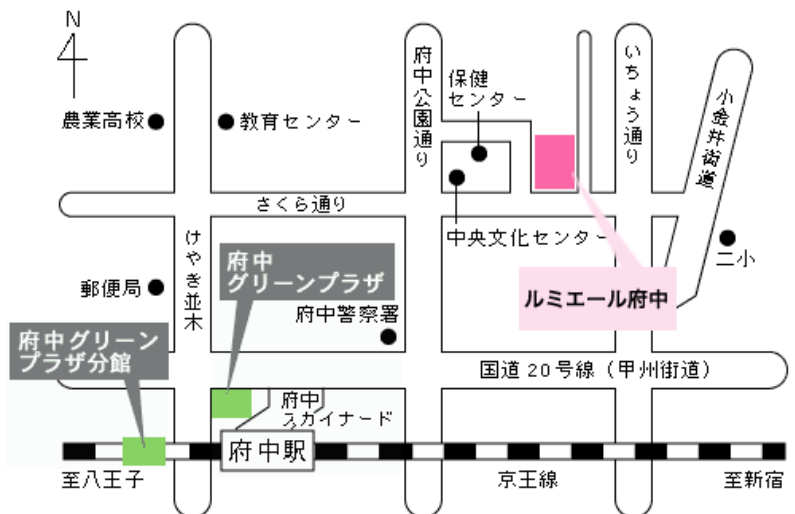 N
農業高校
教育センター
府中公園通り
保健
センター
いちょう通り
小金井街道
さくら通り
中央文化センター
二小
けやき並木
府中
グリーンプラザ
郵便局
府中警察署
ルミエール府中
府中グリーン
プラザ分館
国道20号線（甲州街道）
府中
スカイナード
府中駅
至八王子
京王線
至新宿